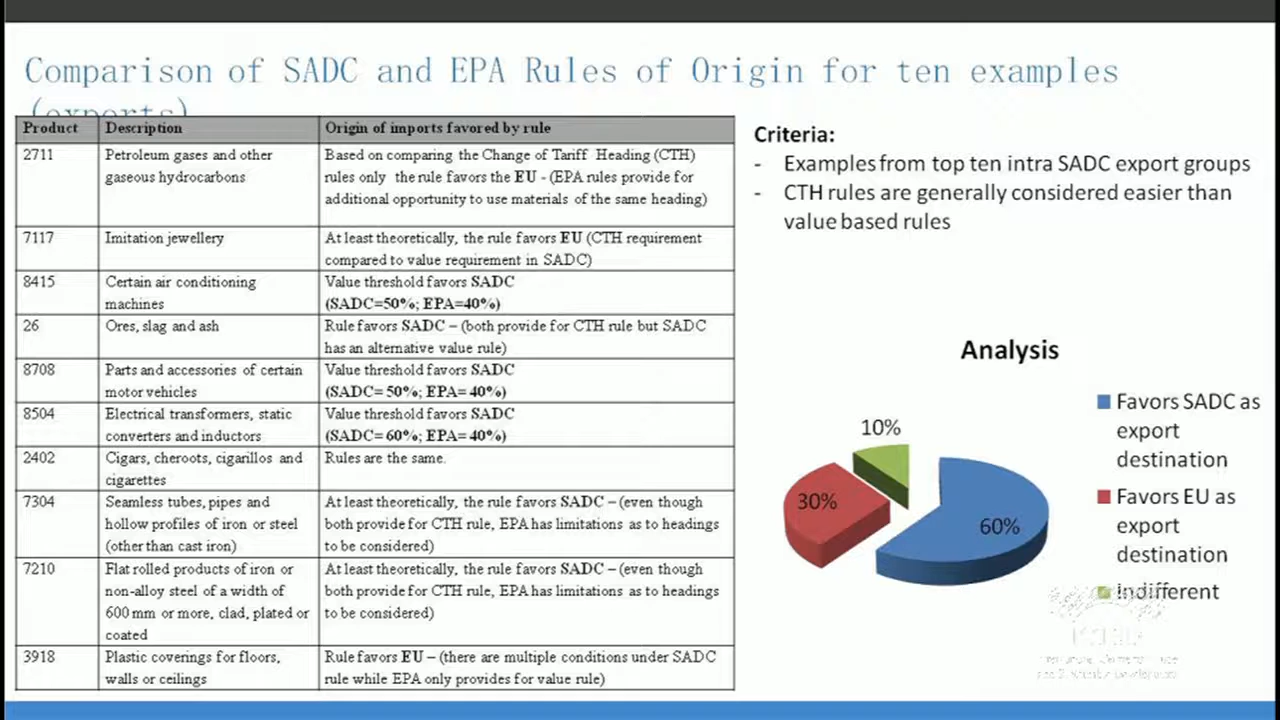 Comparison of SADC and EPA Rules of Origin for ten examples
(exports)
Product Description Origin of imports favored by rule
2711 Petroleum gases and other Based on comparing the Change of Tariff Heading (CTH)
gaseous hydrocarbons rules only the rule favors the EU - (EPA rules provide for
additional opportunity to use materials of the same heading)
7117 Imitation jewellery At least theoretically, the rule favors EU (CTH requirement
compared to value requirement in SADC)
8415 Certain air conditioning Value threshold favors SADC
machines (SADC=50%; EPA=40%)
26 Ores, slag and ash Rule favors SADC – (both provide for CTH rule but SADC
has an alternative value rule)
8708 Parts and accessories of certain Value threshold favors SADC
motor vehicles (SADC= 50%; EPA= 40%)
8504 Electrical transformers, static Value threshold favors SADC
converters and inductors (SADC= 60%; EPA= 40%)
2402 Cigars, cheroots, cigarillos and Rules are the same.
cigarettes
7304 Seamless tubes, pipes and At least theoretically, the rule favors SADC – (even though
hollow profiles of iron or steel both provide for CTH rule, EPA has limitations as to headings
(other than cast iron) to be considered)
7210 Flat rolled products of iron or At least theoretically, the rule favors SADC – (even though
non-alloy steel of a width of both provide for CTH rule, EPA has limitations as to headings
600 mm or more, clad, plated or to be considered)
coated
3918 Plastic coverings for floors, Rule favors EU – (there are multiple conditions under SADC
walls or ceilings rule while EPA only provides for value rule)
Criteria:
- Examples from top ten intra SADC export groups
- CTH rules are generally considered easier than
value based rules
Analysis
10%
30%
60%
Favors SADC as
export
destination
Favors EU as
export
destination
Indifferent